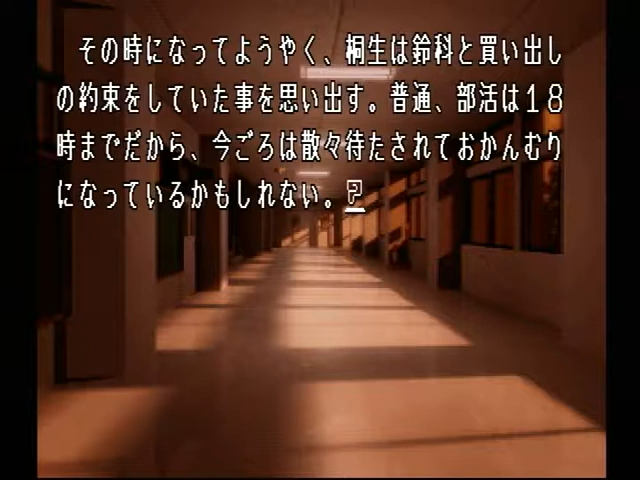 その時になってようやく、桐生は鈴科と買い出し
の約束をしていた事を思い出す。普通、部活は１８
時までだから、今ごろは散々待たされておかんむり
になっているかもしれない。